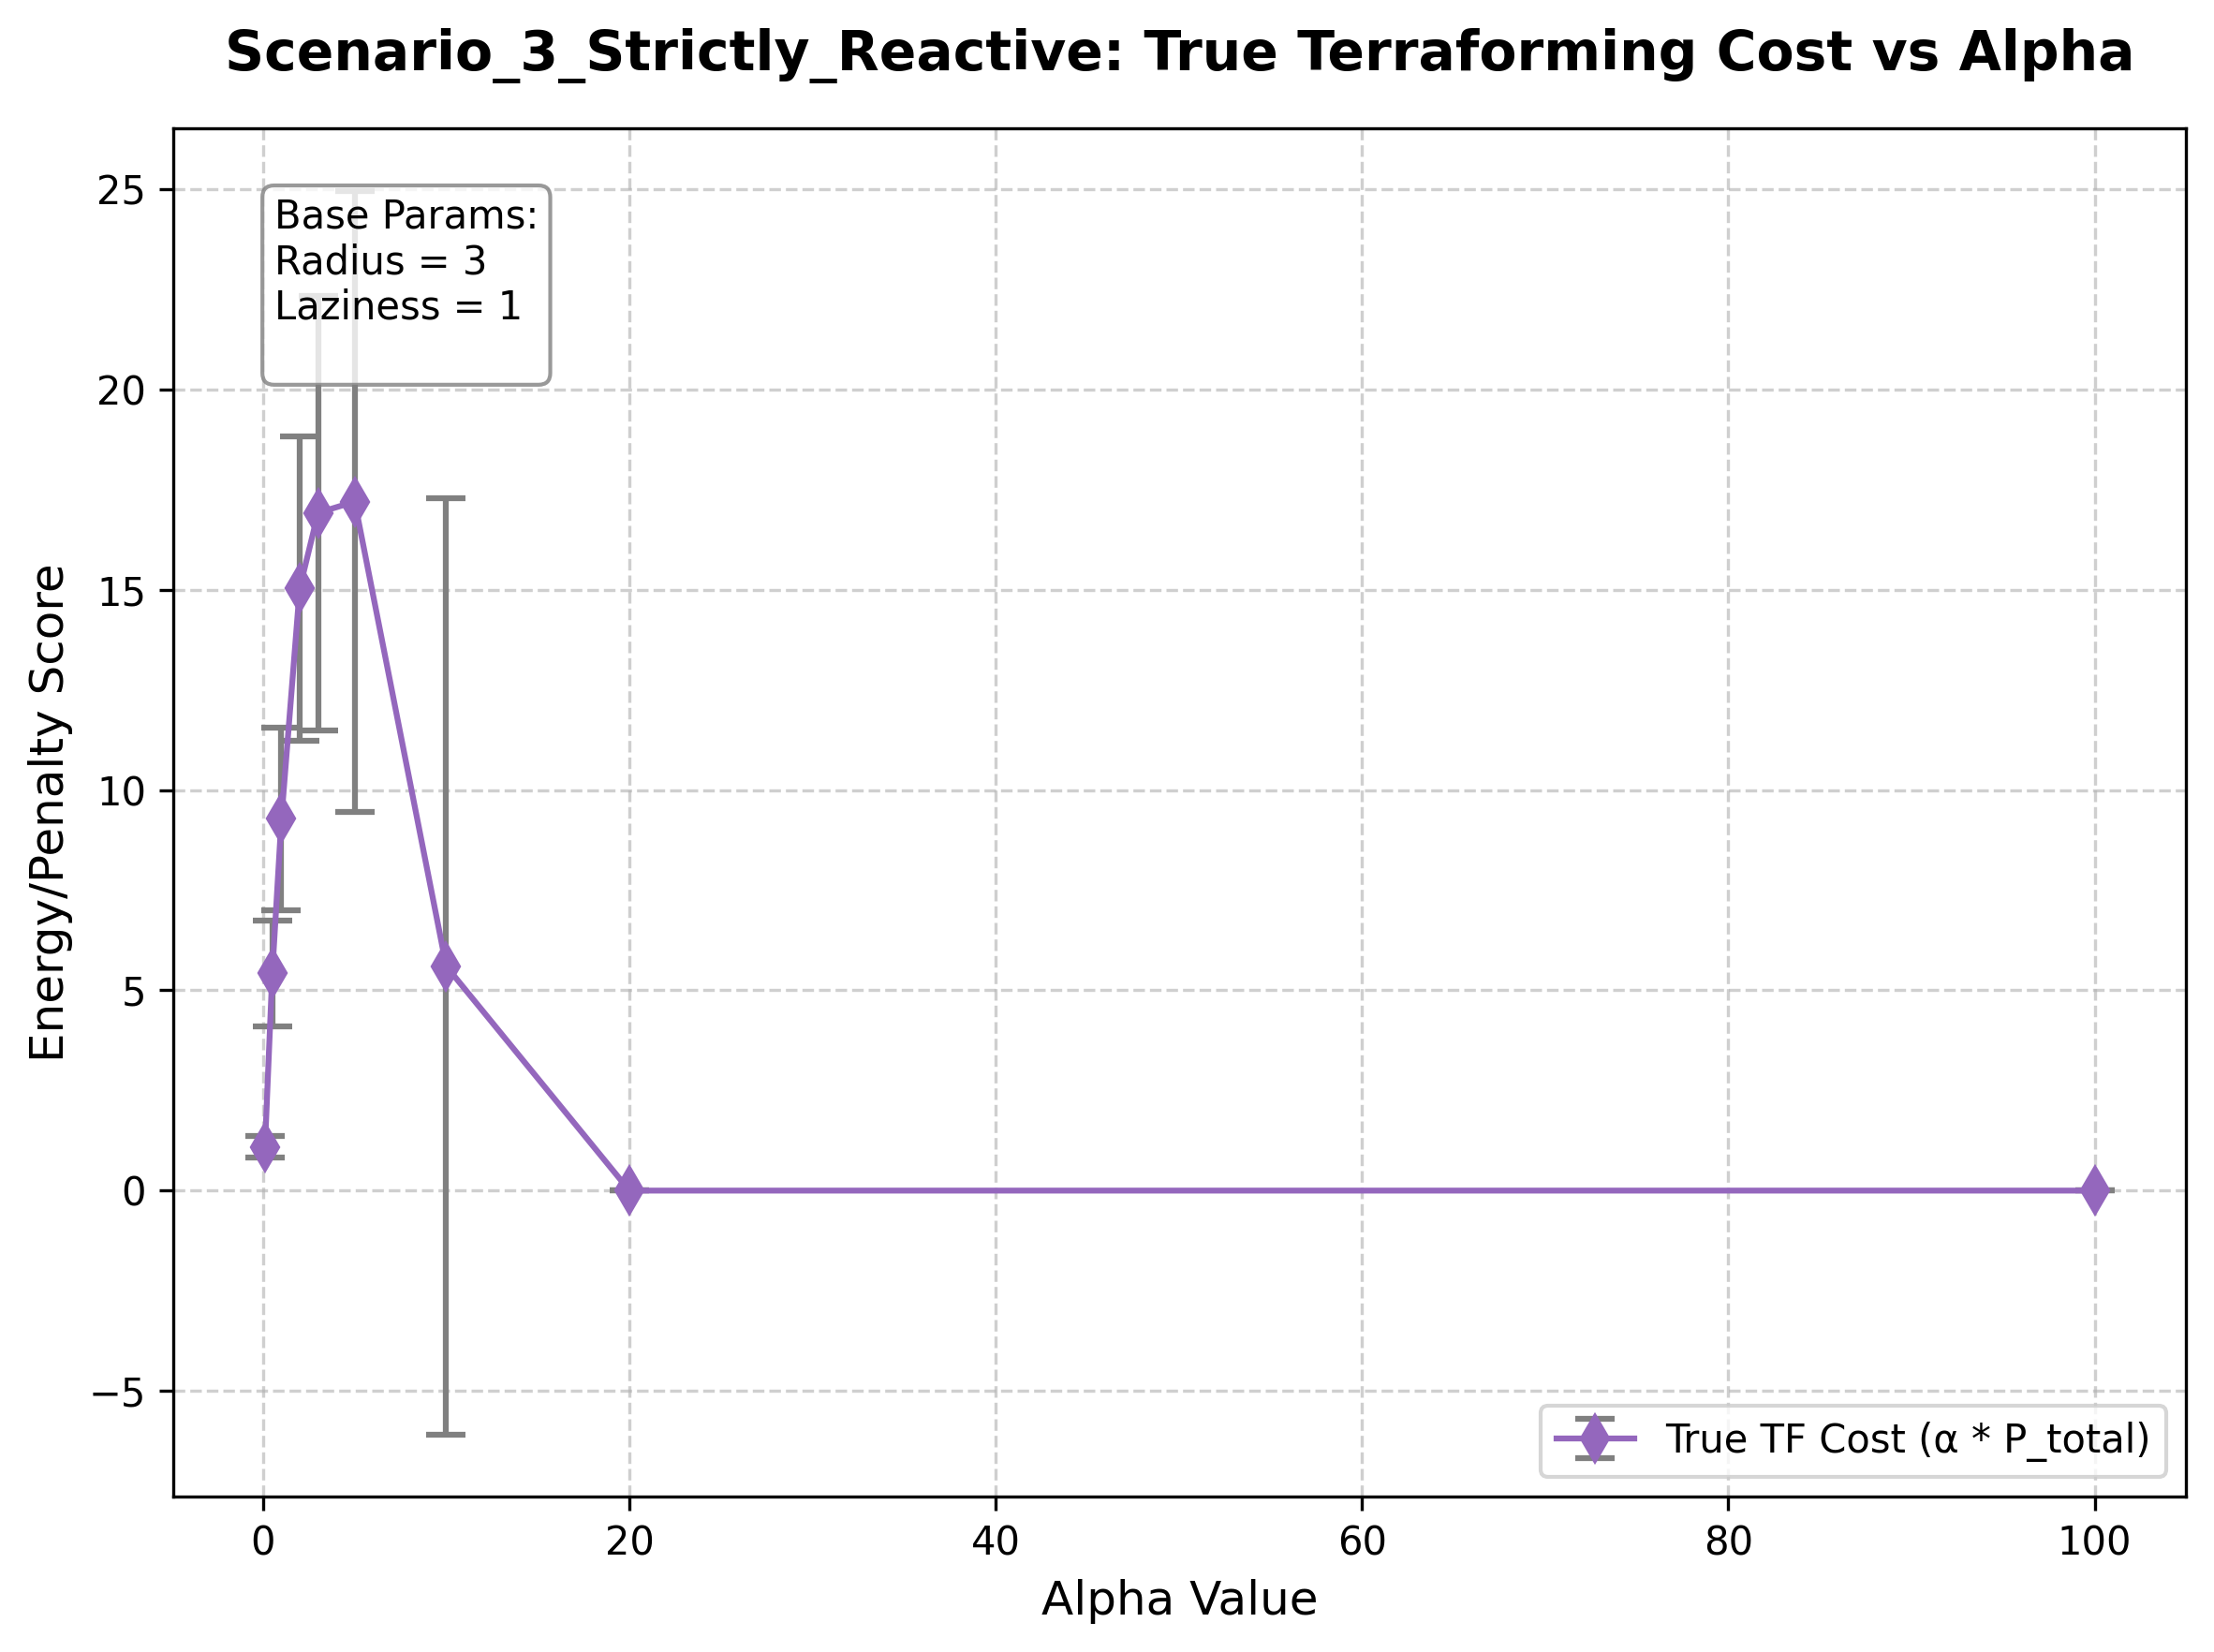 Scenario_3_Strictly_Reactive: True Terraforming Cost vs Alpha
Base Params:
Radius = 3
Laziness = 1
Energy/Penalty Score
25
20
15
10
5
0
−5
0
20
40
60
80
100
Alpha Value
True TF Cost (α * P_total)